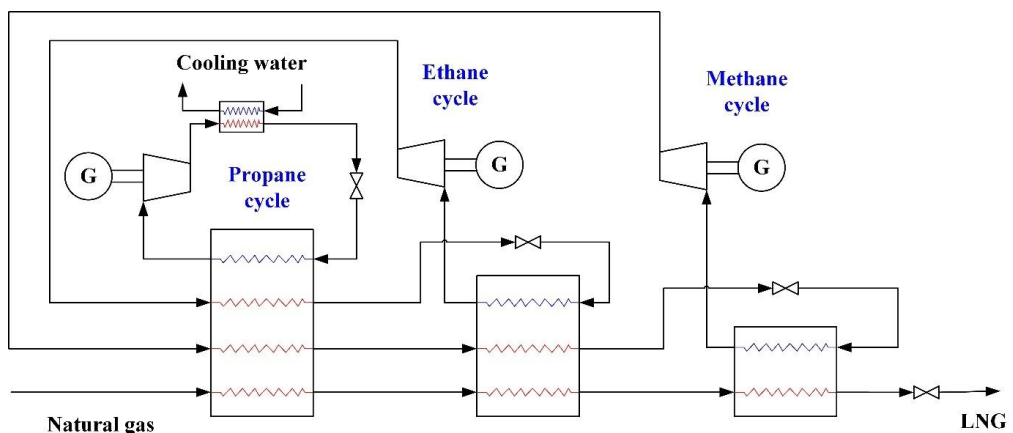 Cooling water
Ethane
cycle
Methane
cycle
G
Propane
cycle
G
G
Natural gas
LNG